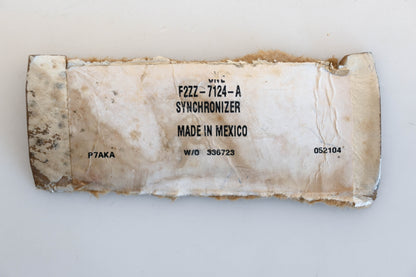 F2ZZ-7124-A
SYNCHRONIZER
MADE IN MEXICO
P7AKA W/O 336723 052104